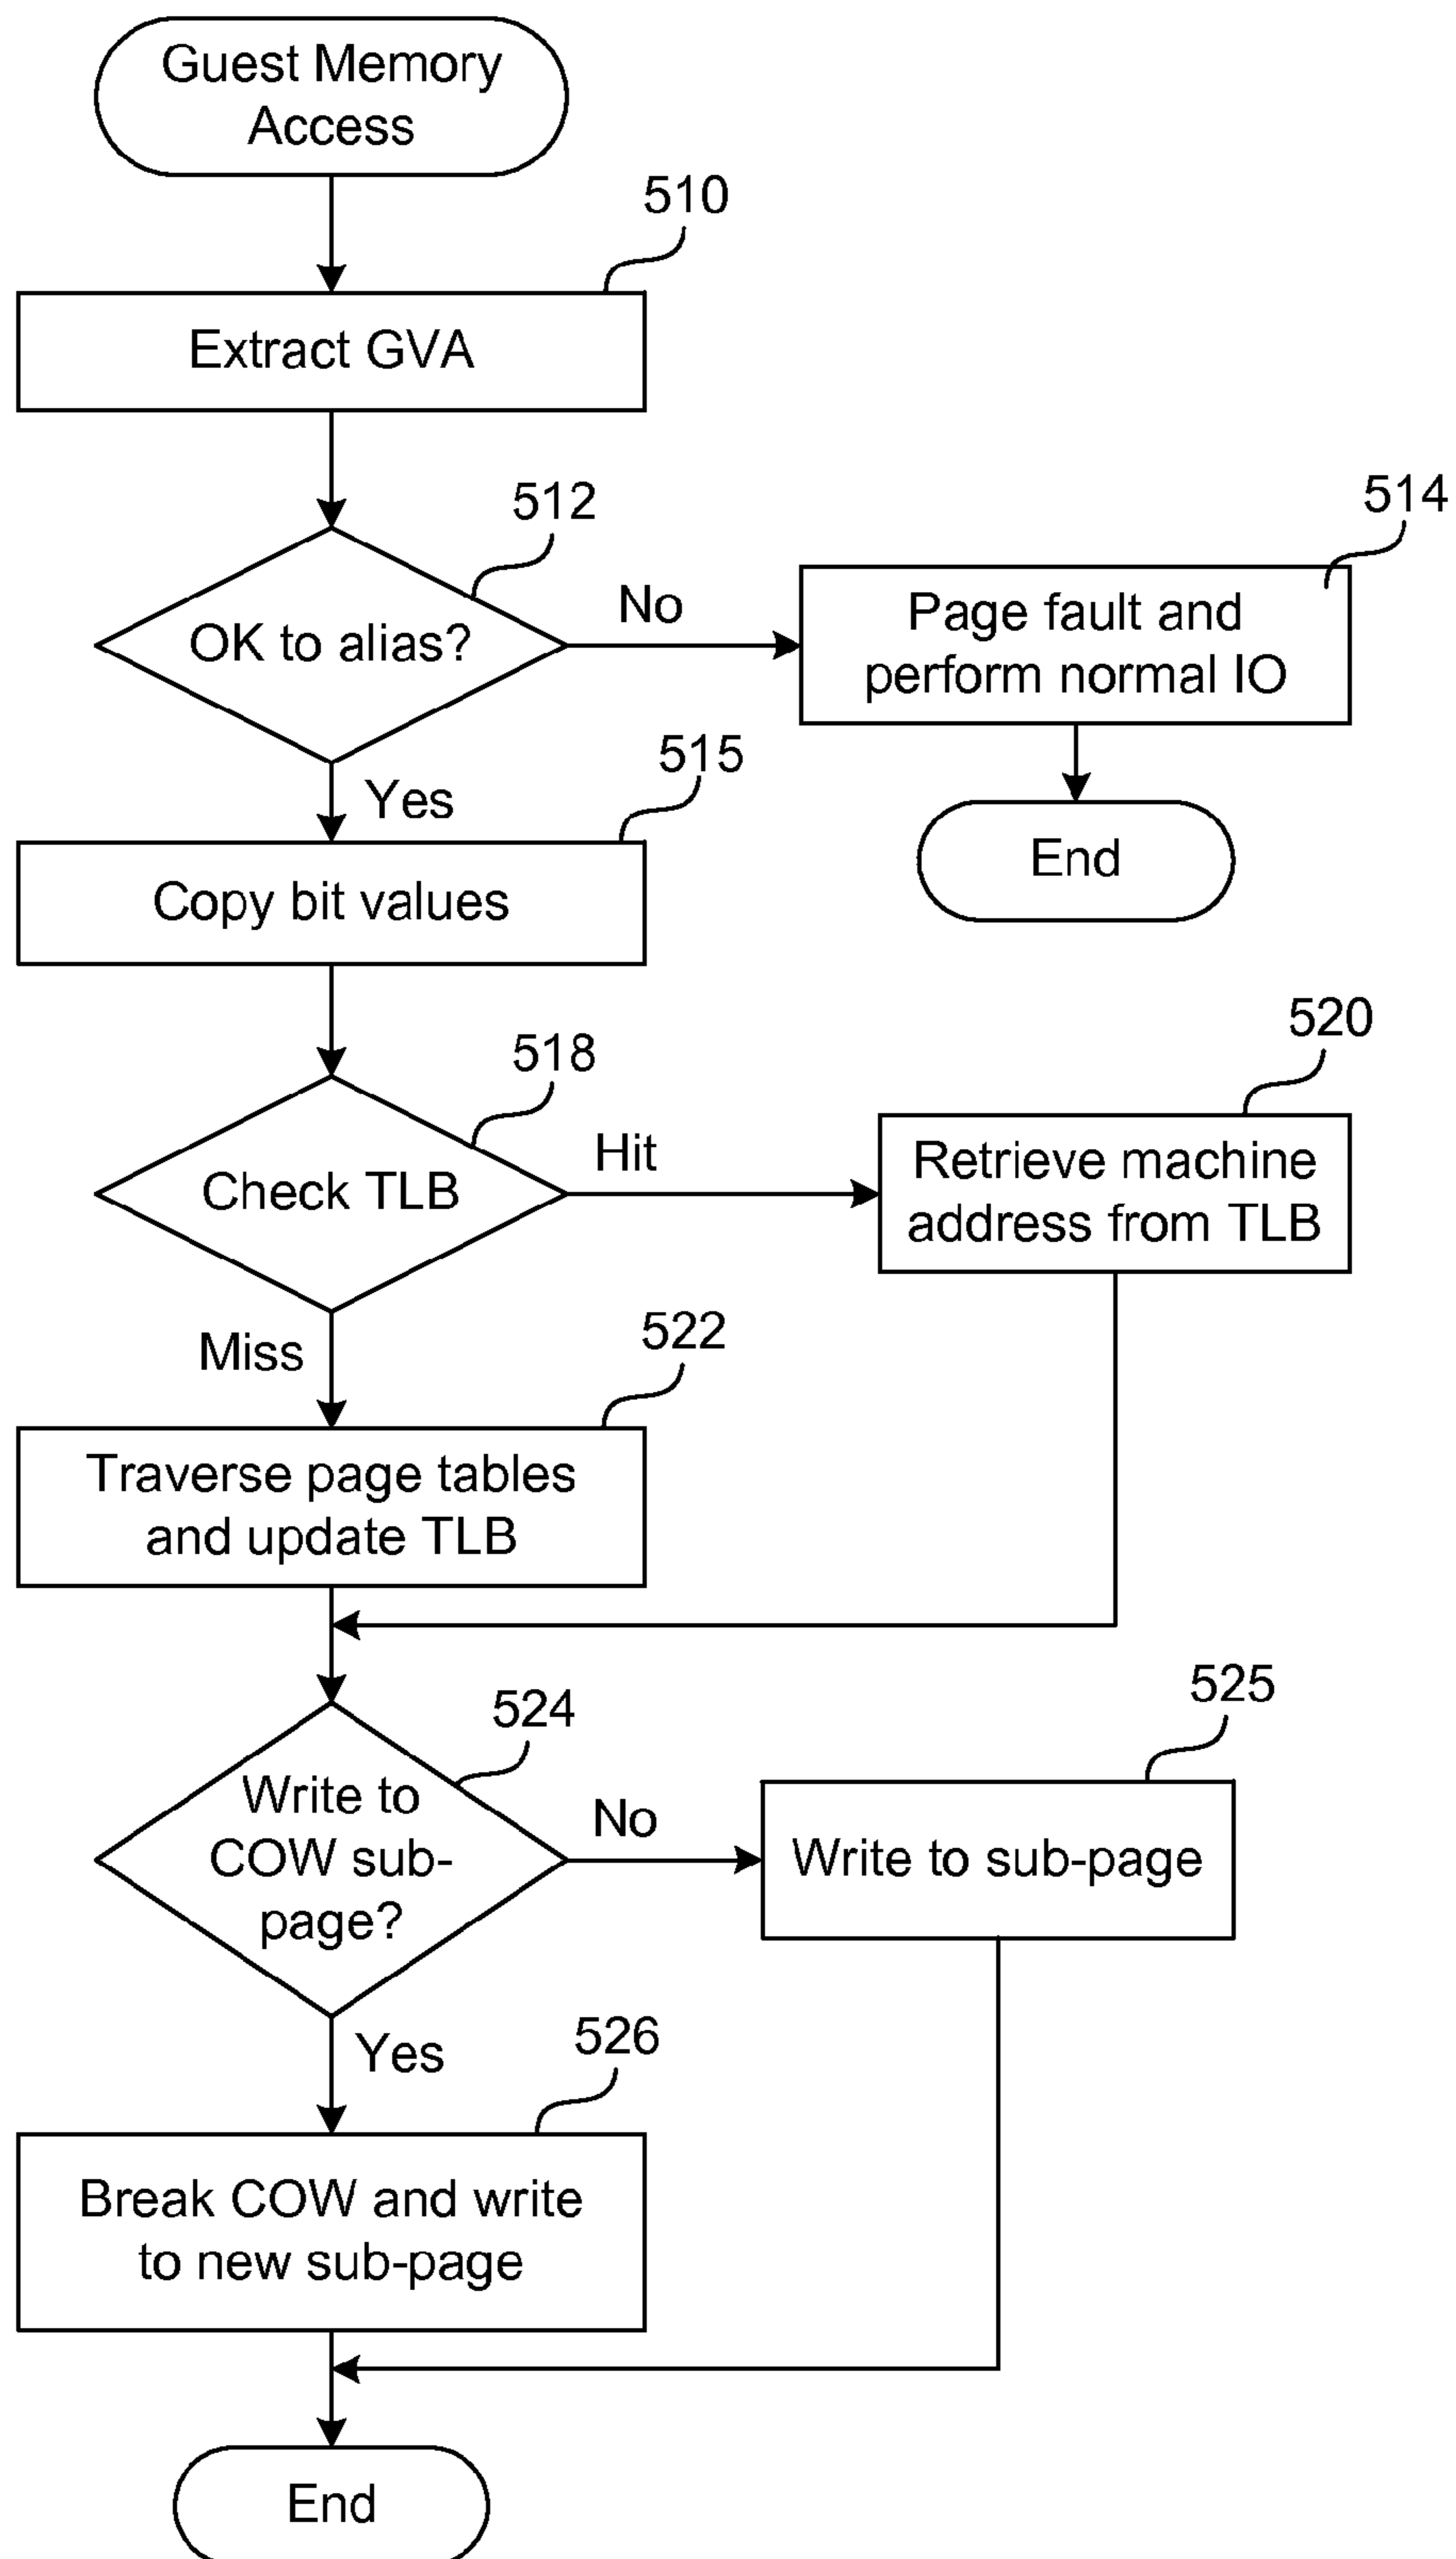 Guest Memory
Access
510
Extract GVA
512
514
OK to alias?
No
Page fault and
perform normal IO
515
Yes
End
Copy bit values
520
518
Hit
Retrieve machine
address from TLB
Check TLB
522
Miss
Traverse page tables
and update TLB
525
524
Write to
COW sub-
page?
No
Write to sub-page
526
Yes
Break COW and write
to new sub-page
End